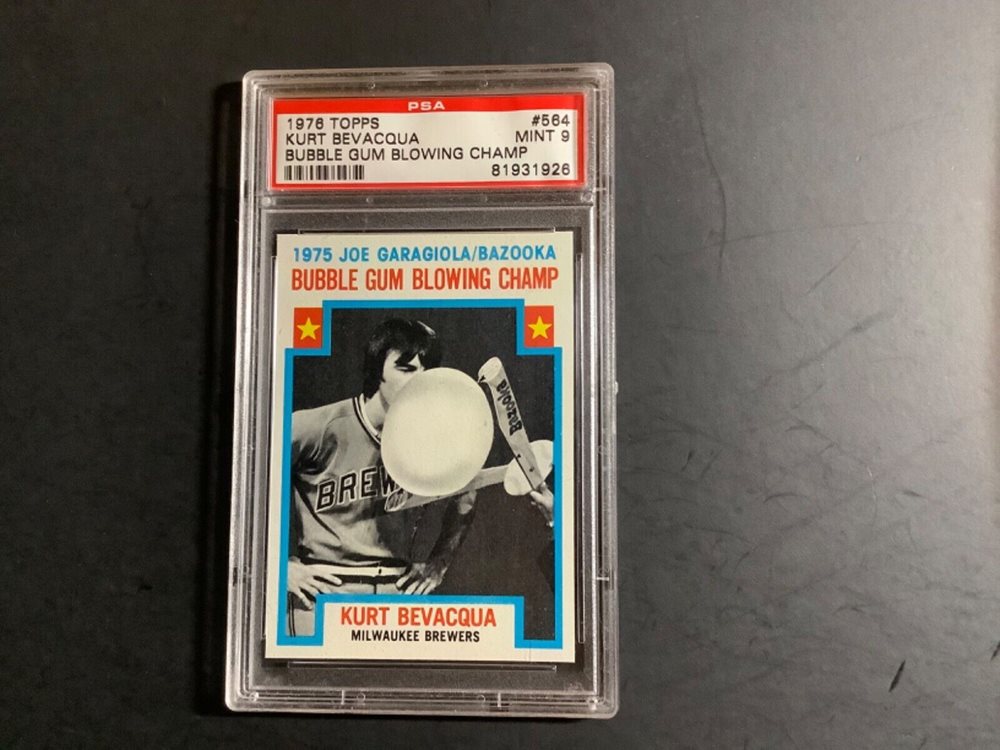 PSA
1976 TOPPS #564
KURT BEVACQUA MINT 9
BUBBLE GUM BLOWING CHAMP
81931926
1975 JOE GARAGIOLA/BAZOOKA
BUBBLE GUM BLOWING CHAMP
Bazooka
BREW
KURT BEVACQUA
MILWAUKEE BREWERS